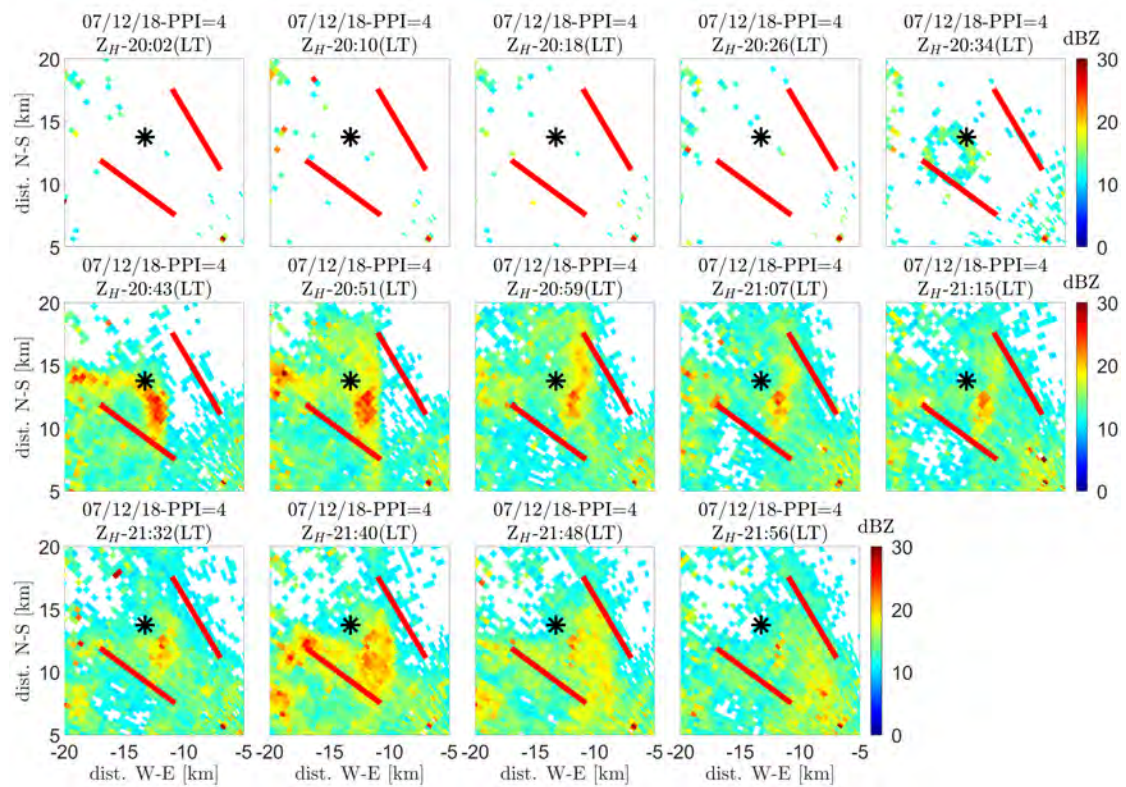 07/12/18-PPI=4 07/12/18-PPI=4 07/12/18-PPI=4 07/12/18-PPI=4 07/12/18-PPI=4
Z_H-20:02(LT) Z_H-20:10(LT) Z_H-20:18(LT) Z_H-20:26(LT) Z_H-20:34(LT) dBZ
20 30
15 20
dist. N-S [km]
10 10
5 0
07/12/18-PPI=4 07/12/18-PPI=4 07/12/18-PPI=4 07/12/18-PPI=4 07/12/18-PPI=4
Z_H-20:43(LT) Z_H-20:51(LT) Z_H-20:59(LT) Z_H-21:07(LT) Z_H-21:15(LT) dBZ
20 30
15 20
dist. N-S [km]
10 10
5 0
07/12/18-PPI=4 07/12/18-PPI=4 07/12/18-PPI=4 07/12/18-PPI=4
Z_H-21:32(LT) Z_H-21:40(LT) Z_H-21:48(LT) Z_H-21:56(LT) dBZ
20 30
15 20
dist. N-S [km]
10 10
5 0
-20 -15 -10 -5 -20 -15 -10 -5 -20 -15 -10 -5 -20 -15 -10 -5
dist. W-E [km] dist. W-E [km] dist. W-E [km] dist. W-E [km]